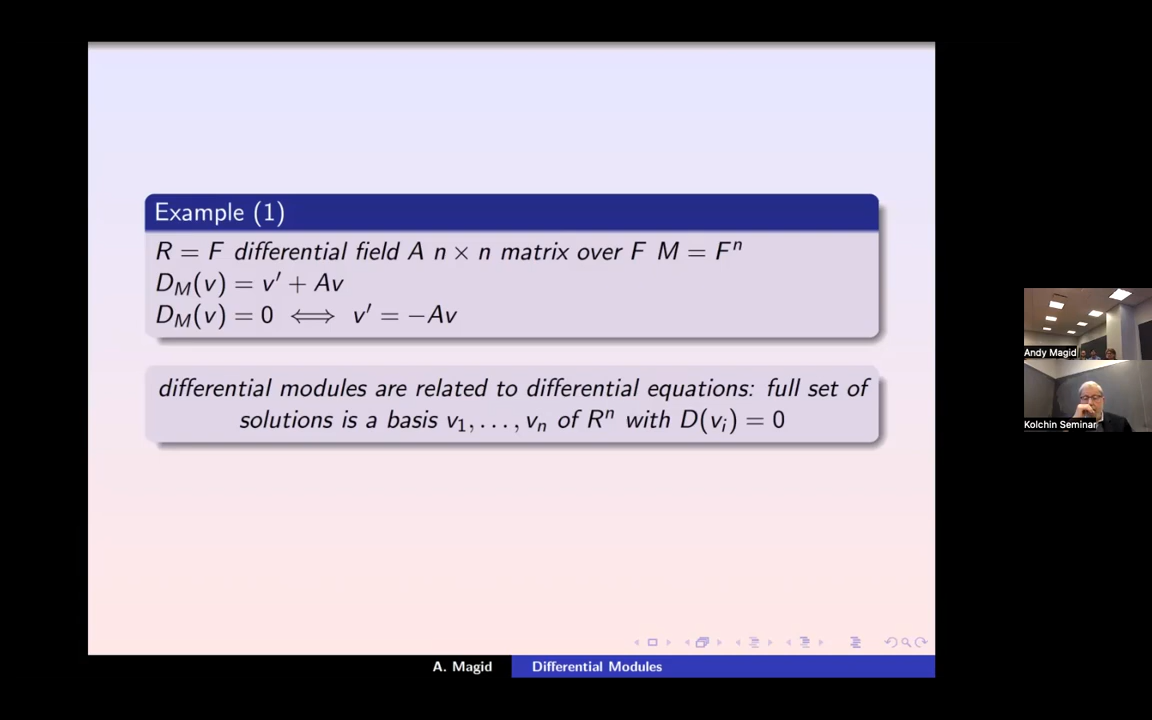 Example (1)
R = F differential field A n × n matrix over F M = Fⁿ
D_M(v) = v′ + Av
D_M(v) = 0 ⟺ v′ = −Av
differential modules are related to differential equations: full set of
solutions is a basis v₁, . . . , vₙ of Rⁿ with D(vᵢ) = 0
Andy Magid
Kolchin Seminar
A. Magid
Differential Modules